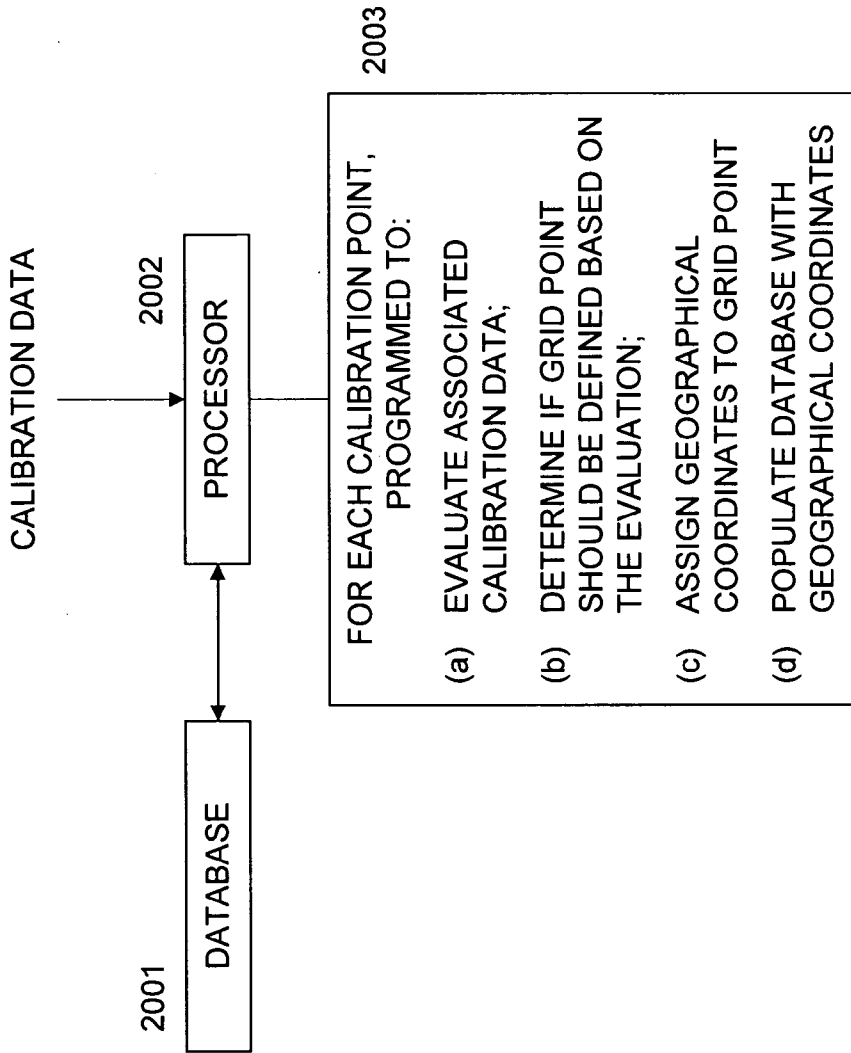 CALIBRATION DATA
2001
DATABASE
2002
PROCESSOR
2003
FOR EACH CALIBRATION POINT,
PROGRAMMED TO:
(a) EVALUATE ASSOCIATED
CALIBRATION DATA;
(b) DETERMINE IF GRID POINT
SHOULD BE DEFINED BASED ON
THE EVALUATION;
(c) ASSIGN GEOGRAPHICAL
COORDINATES TO GRID POINT
(d) POPULATE DATABASE WITH
GEOGRAPHICAL COORDINATES